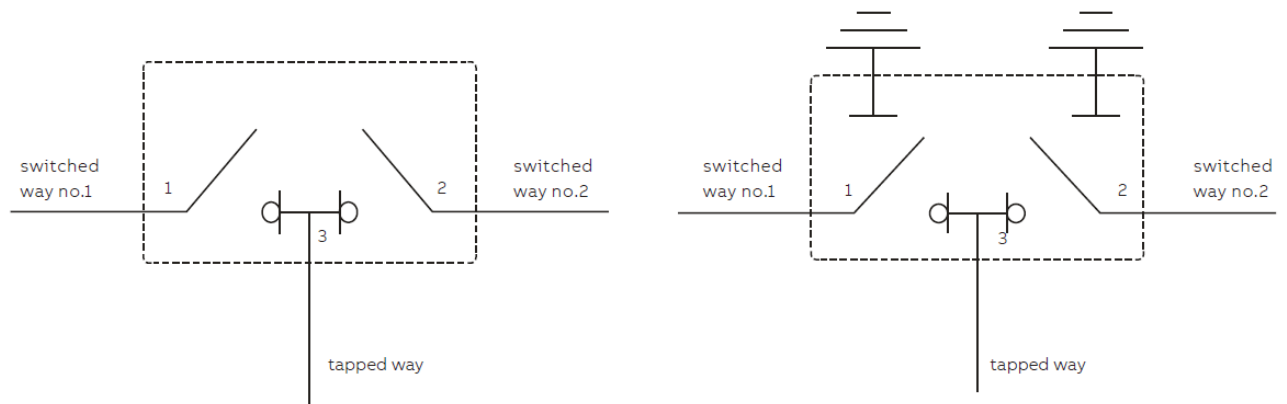 switched
way no.1
1
2
switched
way no.2
3
tapped way
switched
way no.1
1
2
switched
way no.2
3
tapped way